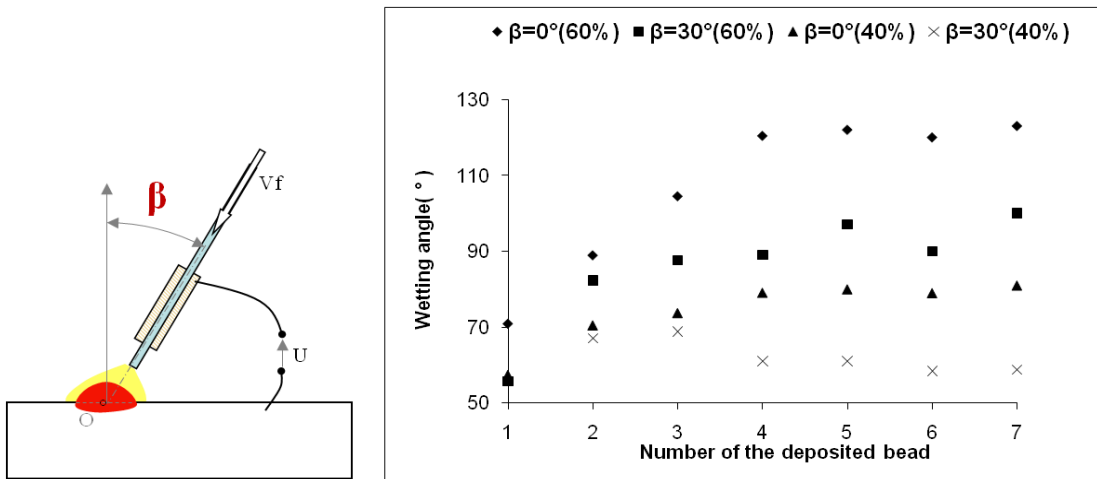 Vf
β
U
O
◆ β=0°(60%) ■ β=30°(60%) ▲ β=0°(40%) × β=30°(40%)
Wetting angle( ° )
130
110
90
70
50
1 2 3 4 5 6 7
Number of the deposited bead